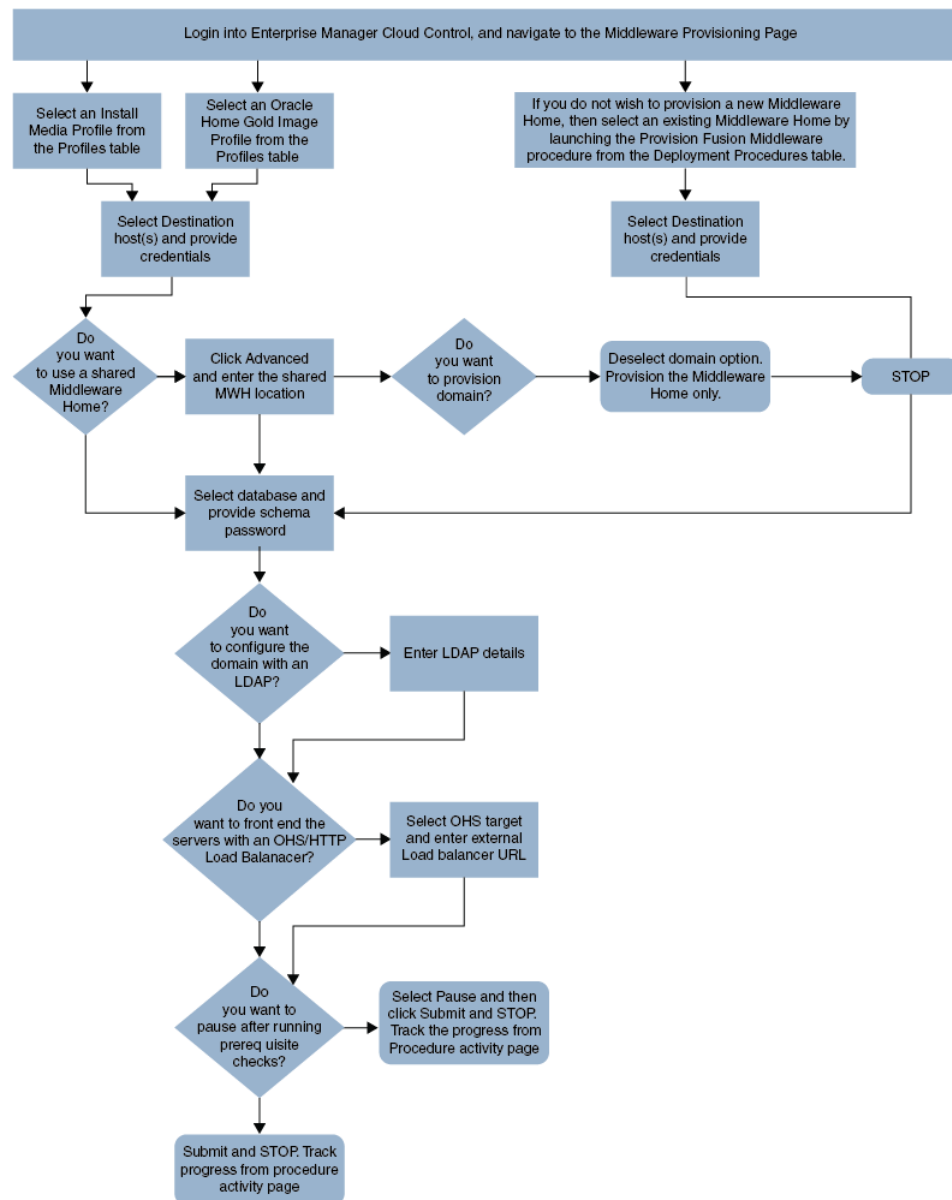 Login into Enterprise Manager Cloud Control, and navigate to the Middleware Provisioning Page
Select an Install
Media Profile from
the Profiles table
Select an Oracle
Home Gold Image
Profile from the
Profiles table
If you do not wish to provision a new Middleware
Home, then select an existing Middleware Home by
launching the Provision Fusion Middleware
procedure from the Deployment Procedures table.
Select Destination
host(s) and provide
credentials
Select Destination
host(s) and provide
credentials
Do
you want
to use a shared
Middleware
Home?
Click Advanced
and enter the shared
MWH location
Do
you want
to provision
domain?
Deselect domain option.
Provision the Middleware
Home only.
STOP
Select database and
provide schema
password
Do
you want
to configure the
domain with an
LDAP?
Enter LDAP details
Do you
want to front end the
servers with an OHS/HTTP
Load Balanacer?
Select OHS target
and enter external
Load balancer URL
Do
you want to
pause after running
prereq uisite
checks?
Select Pause and then
click Submit and STOP.
Track the progress from
Procedure activity page
Submit and STOP. Track
progress from procedure
activity page